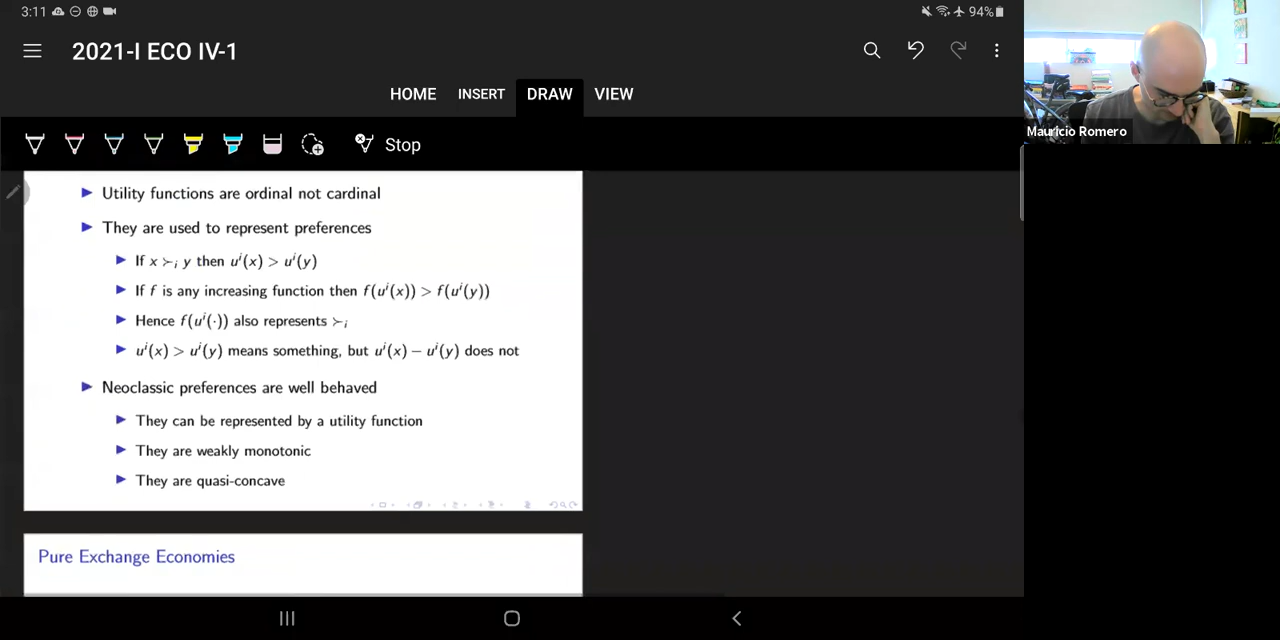 3:11
94%
2021-I ECO IV-1
HOME INSERT DRAW VIEW
Stop
Mauricio Romero
▶ Utility functions are ordinal not cardinal
▶ They are used to represent preferences
▶ If x ≻ᵢ y then uⁱ(x) > uⁱ(y)
▶ If f is any increasing function then f(uⁱ(x)) > f(uⁱ(y))
▶ Hence f(uⁱ(·)) also represents ≻ᵢ
▶ uⁱ(x) > uⁱ(y) means something, but uⁱ(x) − uⁱ(y) does not
▶ Neoclassic preferences are well behaved
▶ They can be represented by a utility function
▶ They are weakly monotonic
▶ They are quasi-concave
Pure Exchange Economies